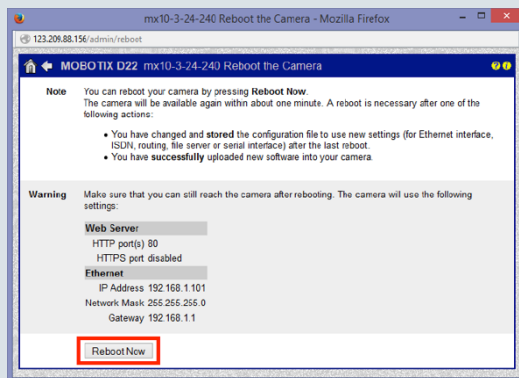 mx10-3-24-240 Reboot the Camera - Mozilla Firefox
123.209.88.156/admin/reboot
MOBOTIX D22 mx10-3-24-240 Reboot the Camera
Note You can reboot your camera by pressing Reboot Now.
The camera will be available again within about one minute. A reboot is necessary after one of the
following actions:
• You have changed and stored the configuration file to use new settings (for Ethernet interface,
ISDN, routing, file server or serial interface) after the last reboot.
• You have successfully uploaded new software into your camera.
Warning Make sure that you can still reach the camera after rebooting. The camera will use the following
settings:
Web Server
HTTP port(s) 80
HTTPS port disabled
Ethernet
IP Address 192.168.1.101
Network Mask 255.255.255.0
Gateway 192.168.1.1
Reboot Now